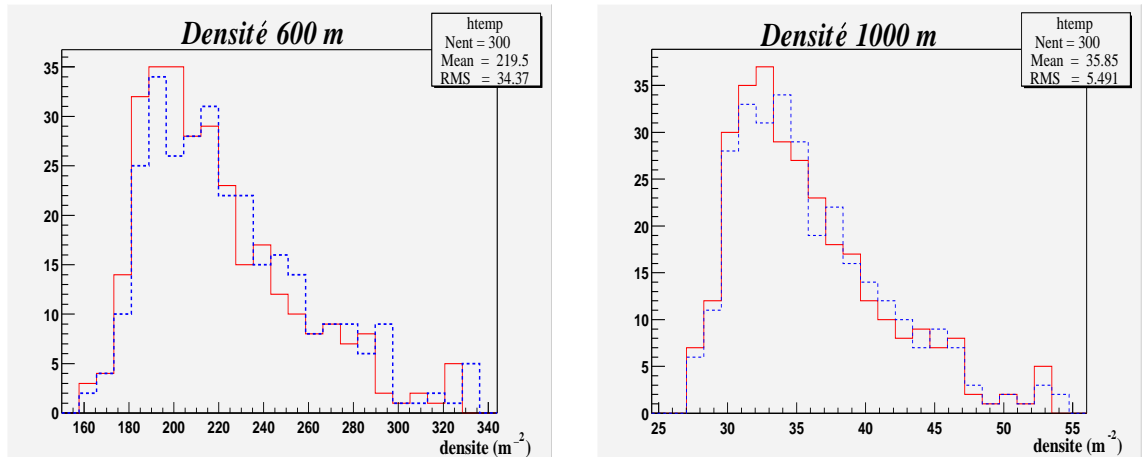 Densité 600 m
htemp
Nent = 300
Mean = 219.5
RMS = 34.37
35
30
25
20
15
10
5
0
160 180 200 220 240 260 280 300 320 340
densite (m⁻²)
Densité 1000 m
htemp
Nent = 300
Mean = 35.85
RMS = 5.491
35
30
25
20
15
10
5
0
25 30 35 40 45 50 55
densite (m⁻²)